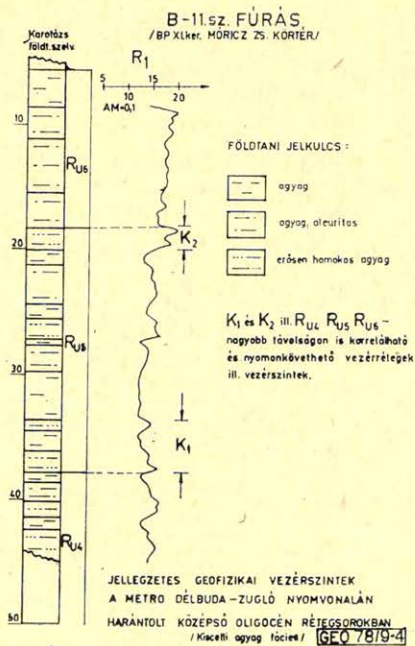 B-11.sz. FÚRÁS,
/BP XI.ker, MÓRICZ ZS. KÖRTÉR./
Karotázs
földt.szelv.
R1
5 15 20
AM=0,1
10
RU6
K2
20
RU5
30
K1
40
RU4
50
FÖLDTANI JELKULCS :
agyag
agyag, aleuritos
erősen homokos agyag
K1 és K2 ill. RU4 RU5 RU6 -
nagyobb távolságon is korrelálható
és nyomonkövethető vezérrétegek
ill. vezérszintek.
JELLEGZETES GEOFIZIKAI VEZÉRSZINTEK
A METRO DÉLBUDA-ZUGLÓ NYOMVONALÁN
HARÁNTOLT KÖZÉPSŐ OLIGOCÉN RÉTEGSOROKBAN
/Kiscelli agyag fácies/
GEO 78/9-4